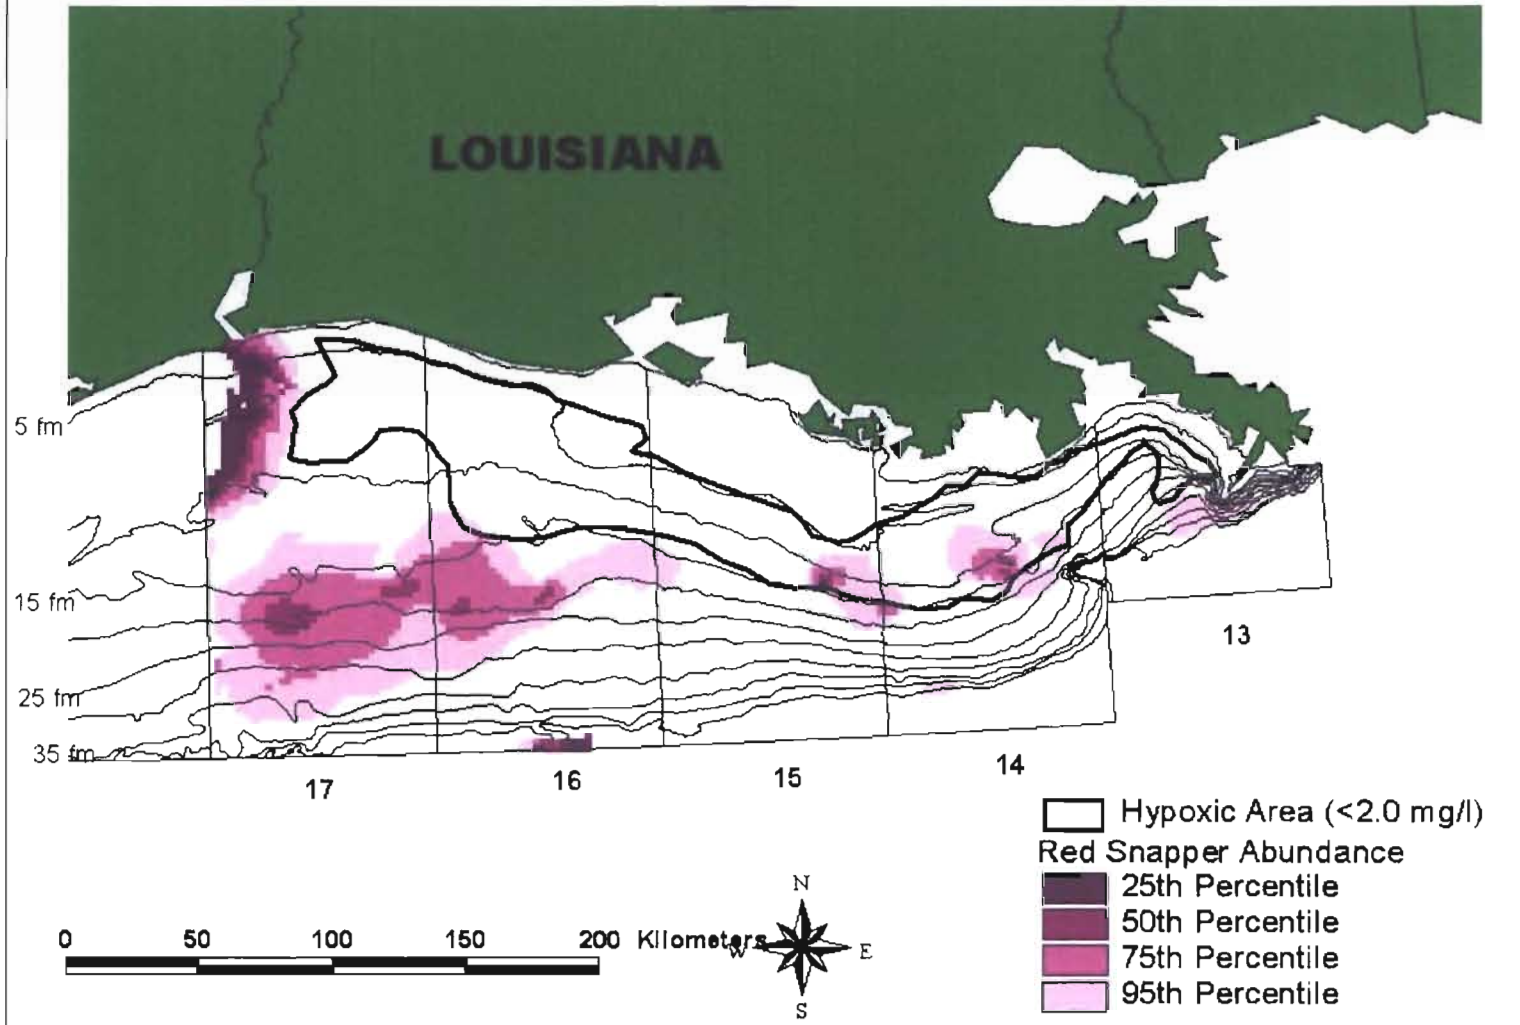 LOUISIANA
5 fm
15 fm
25 fm
35 fm
17
16
15
14
13
Hypoxic Area (<2.0 mg/l)
Red Snapper Abundance
25th Percentile
50th Percentile
75th Percentile
95th Percentile
0 50 100 150 200 Kilometers
N
W E
S